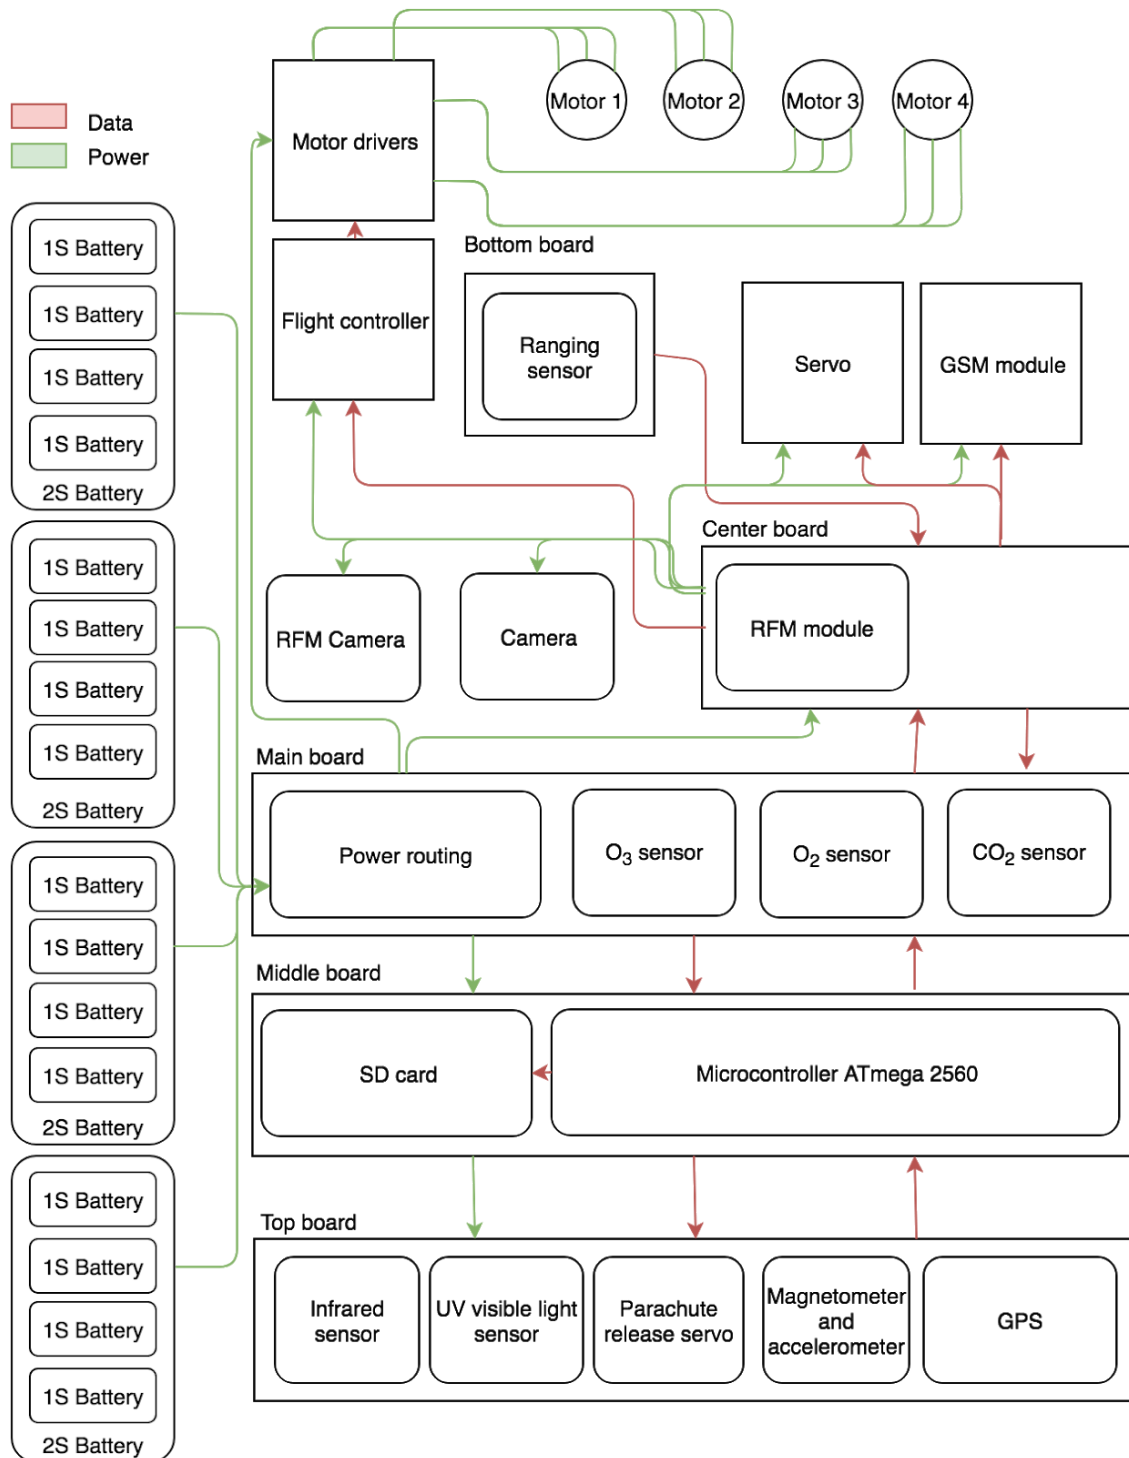 Data
Power
Motor drivers
Motor 1
Motor 2
Motor 3
Motor 4
1S Battery
1S Battery
1S Battery
1S Battery
2S Battery
Flight controller
Bottom board
Ranging
sensor
Servo
GSM module
Center board
RFM module
RFM Camera
Camera
1S Battery
1S Battery
1S Battery
1S Battery
2S Battery
Main board
Power routing
O3 sensor
O2 sensor
CO2 sensor
1S Battery
1S Battery
1S Battery
1S Battery
2S Battery
Middle board
SD card
Microcontroller ATmega 2560
1S Battery
1S Battery
1S Battery
1S Battery
2S Battery
Top board
Infrared
sensor
UV visible light
sensor
Parachute
release servo
Magnetometer
and
accelerometer
GPS